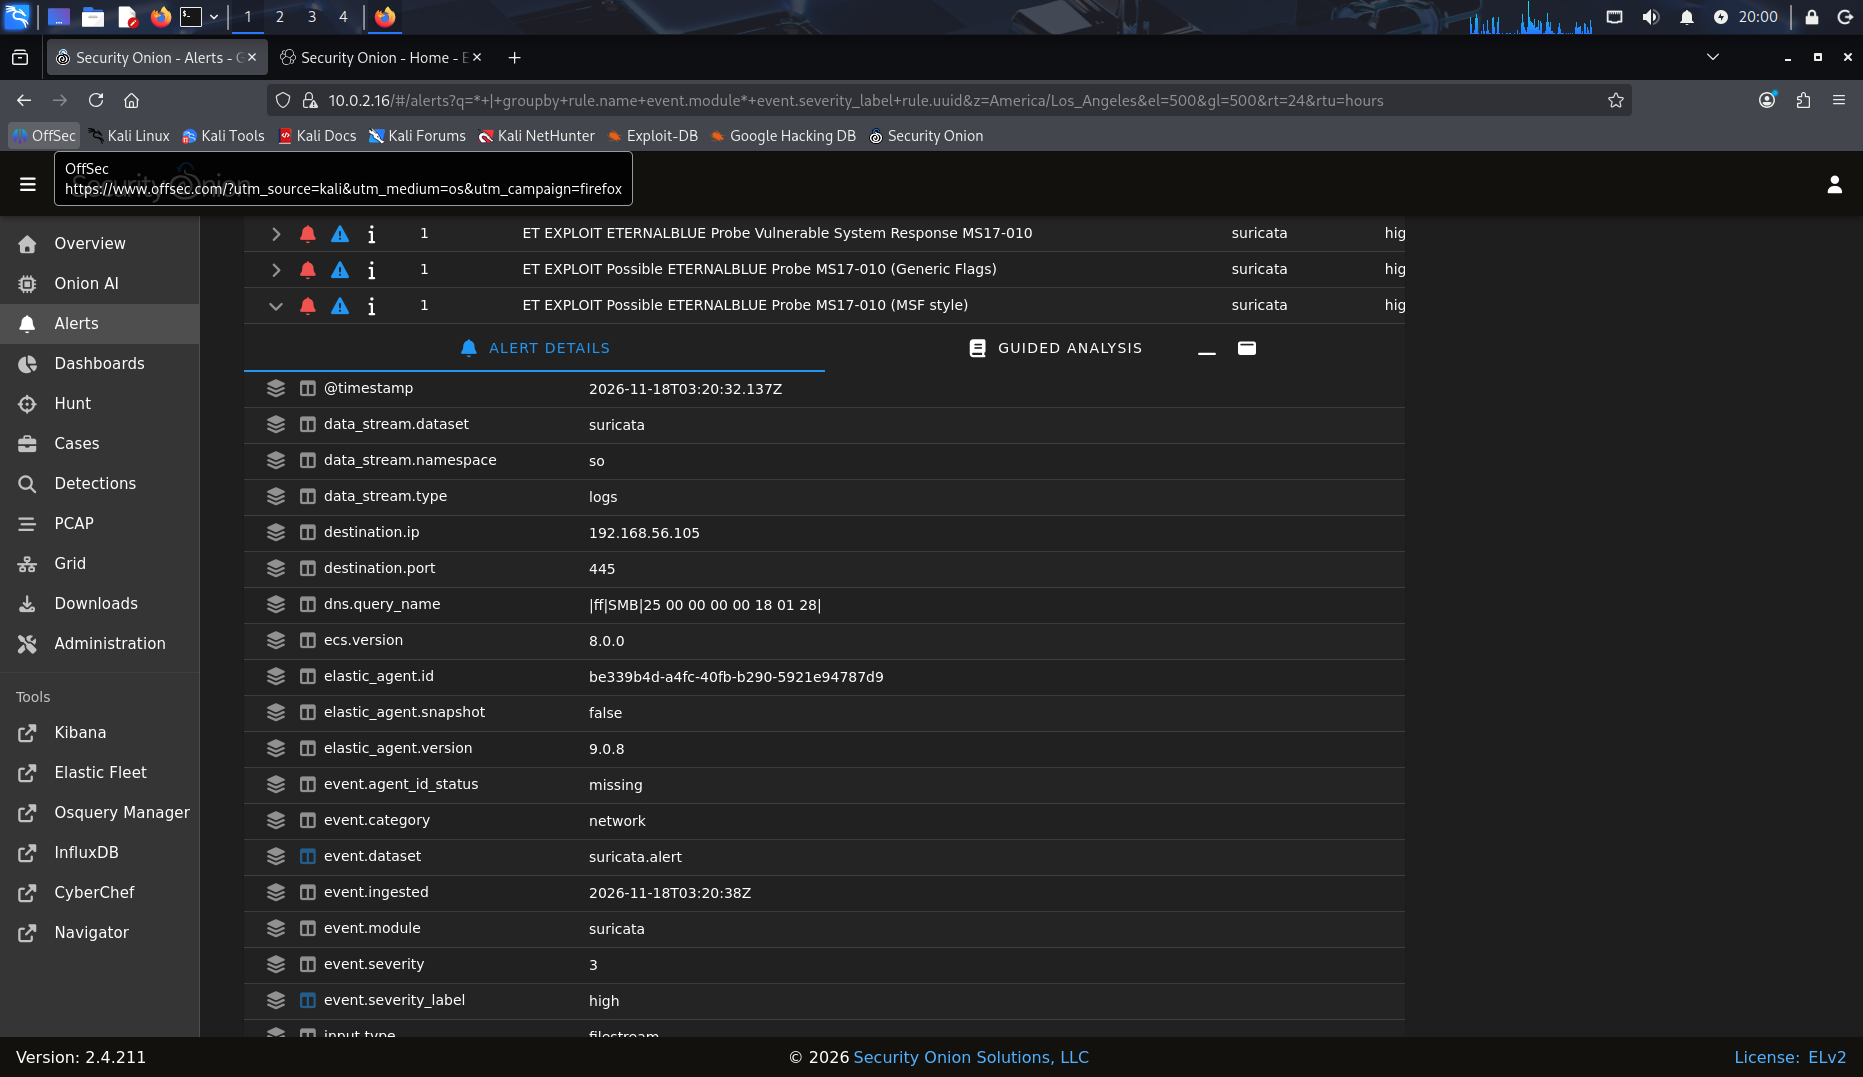 1 2 3 4 20:00
Security Onion - Alerts - G Security Onion - Home - E
10.0.2.16/#/alerts?q=*+|+groupby+rule.name+event.module*+event.severity_label+rule.uuid&z=America/Los_Angeles&el=500&gl=500&rt=24&rtu=hours
OffSec Kali Linux Kali Tools Kali Docs Kali Forums Kali NetHunter Exploit-DB Google Hacking DB Security Onion
OffSec
https://www.offsec.com/?utm_source=kali&utm_medium=os&utm_campaign=firefox
Security Onion
Overview
Onion AI
Alerts
Dashboards
Hunt
Cases
Detections
PCAP
Grid
Downloads
Administration
Tools
Kibana
Elastic Fleet
Osquery Manager
InfluxDB
CyberChef
Navigator
1 ET EXPLOIT ETERNALBLUE Probe Vulnerable System Response MS17-010 suricata hig
1 ET EXPLOIT Possible ETERNALBLUE Probe MS17-010 (Generic Flags) suricata hig
1 ET EXPLOIT Possible ETERNALBLUE Probe MS17-010 (MSF style) suricata hig
ALERT DETAILS GUIDED ANALYSIS
@timestamp 2026-11-18T03:20:32.137Z
data_stream.dataset suricata
data_stream.namespace so
data_stream.type logs
destination.ip 192.168.56.105
destination.port 445
dns.query_name |ff|SMB|25 00 00 00 00 18 01 28|
ecs.version 8.0.0
elastic_agent.id be339b4d-a4fc-40fb-b290-5921e94787d9
elastic_agent.snapshot false
elastic_agent.version 9.0.8
event.agent_id_status missing
event.category network
event.dataset suricata.alert
event.ingested 2026-11-18T03:20:38Z
event.module suricata
event.severity 3
event.severity_label high
input.type filestream
Version: 2.4.211 © 2026 Security Onion Solutions, LLC License: ELv2